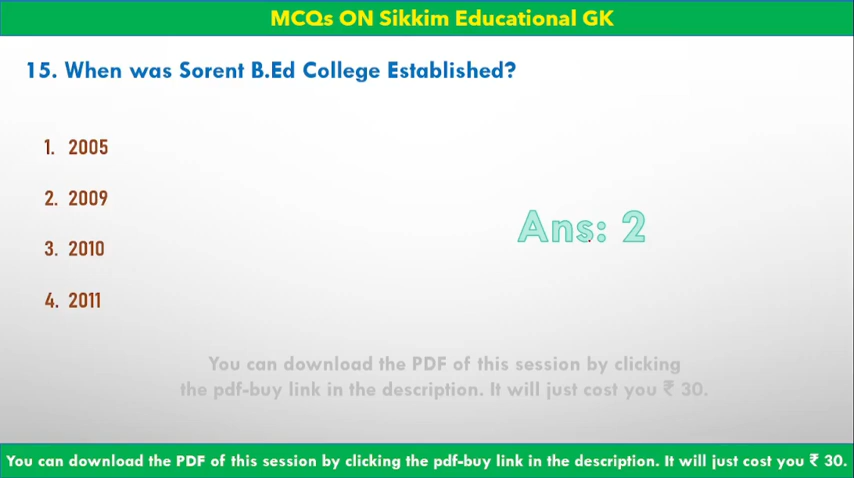 MCQs ON Sikkim Educational GK
15. When was Sorent B.Ed College Established?
1. 2005
2. 2009
Ans: 2
3. 2010
4. 2011
You can download the PDF of this session by clicking
the pdf-buy link in the description. It will just cost you ₹ 30.
You can download the PDF of this session by clicking the pdf-buy link in the description. It will just cost you ₹ 30.